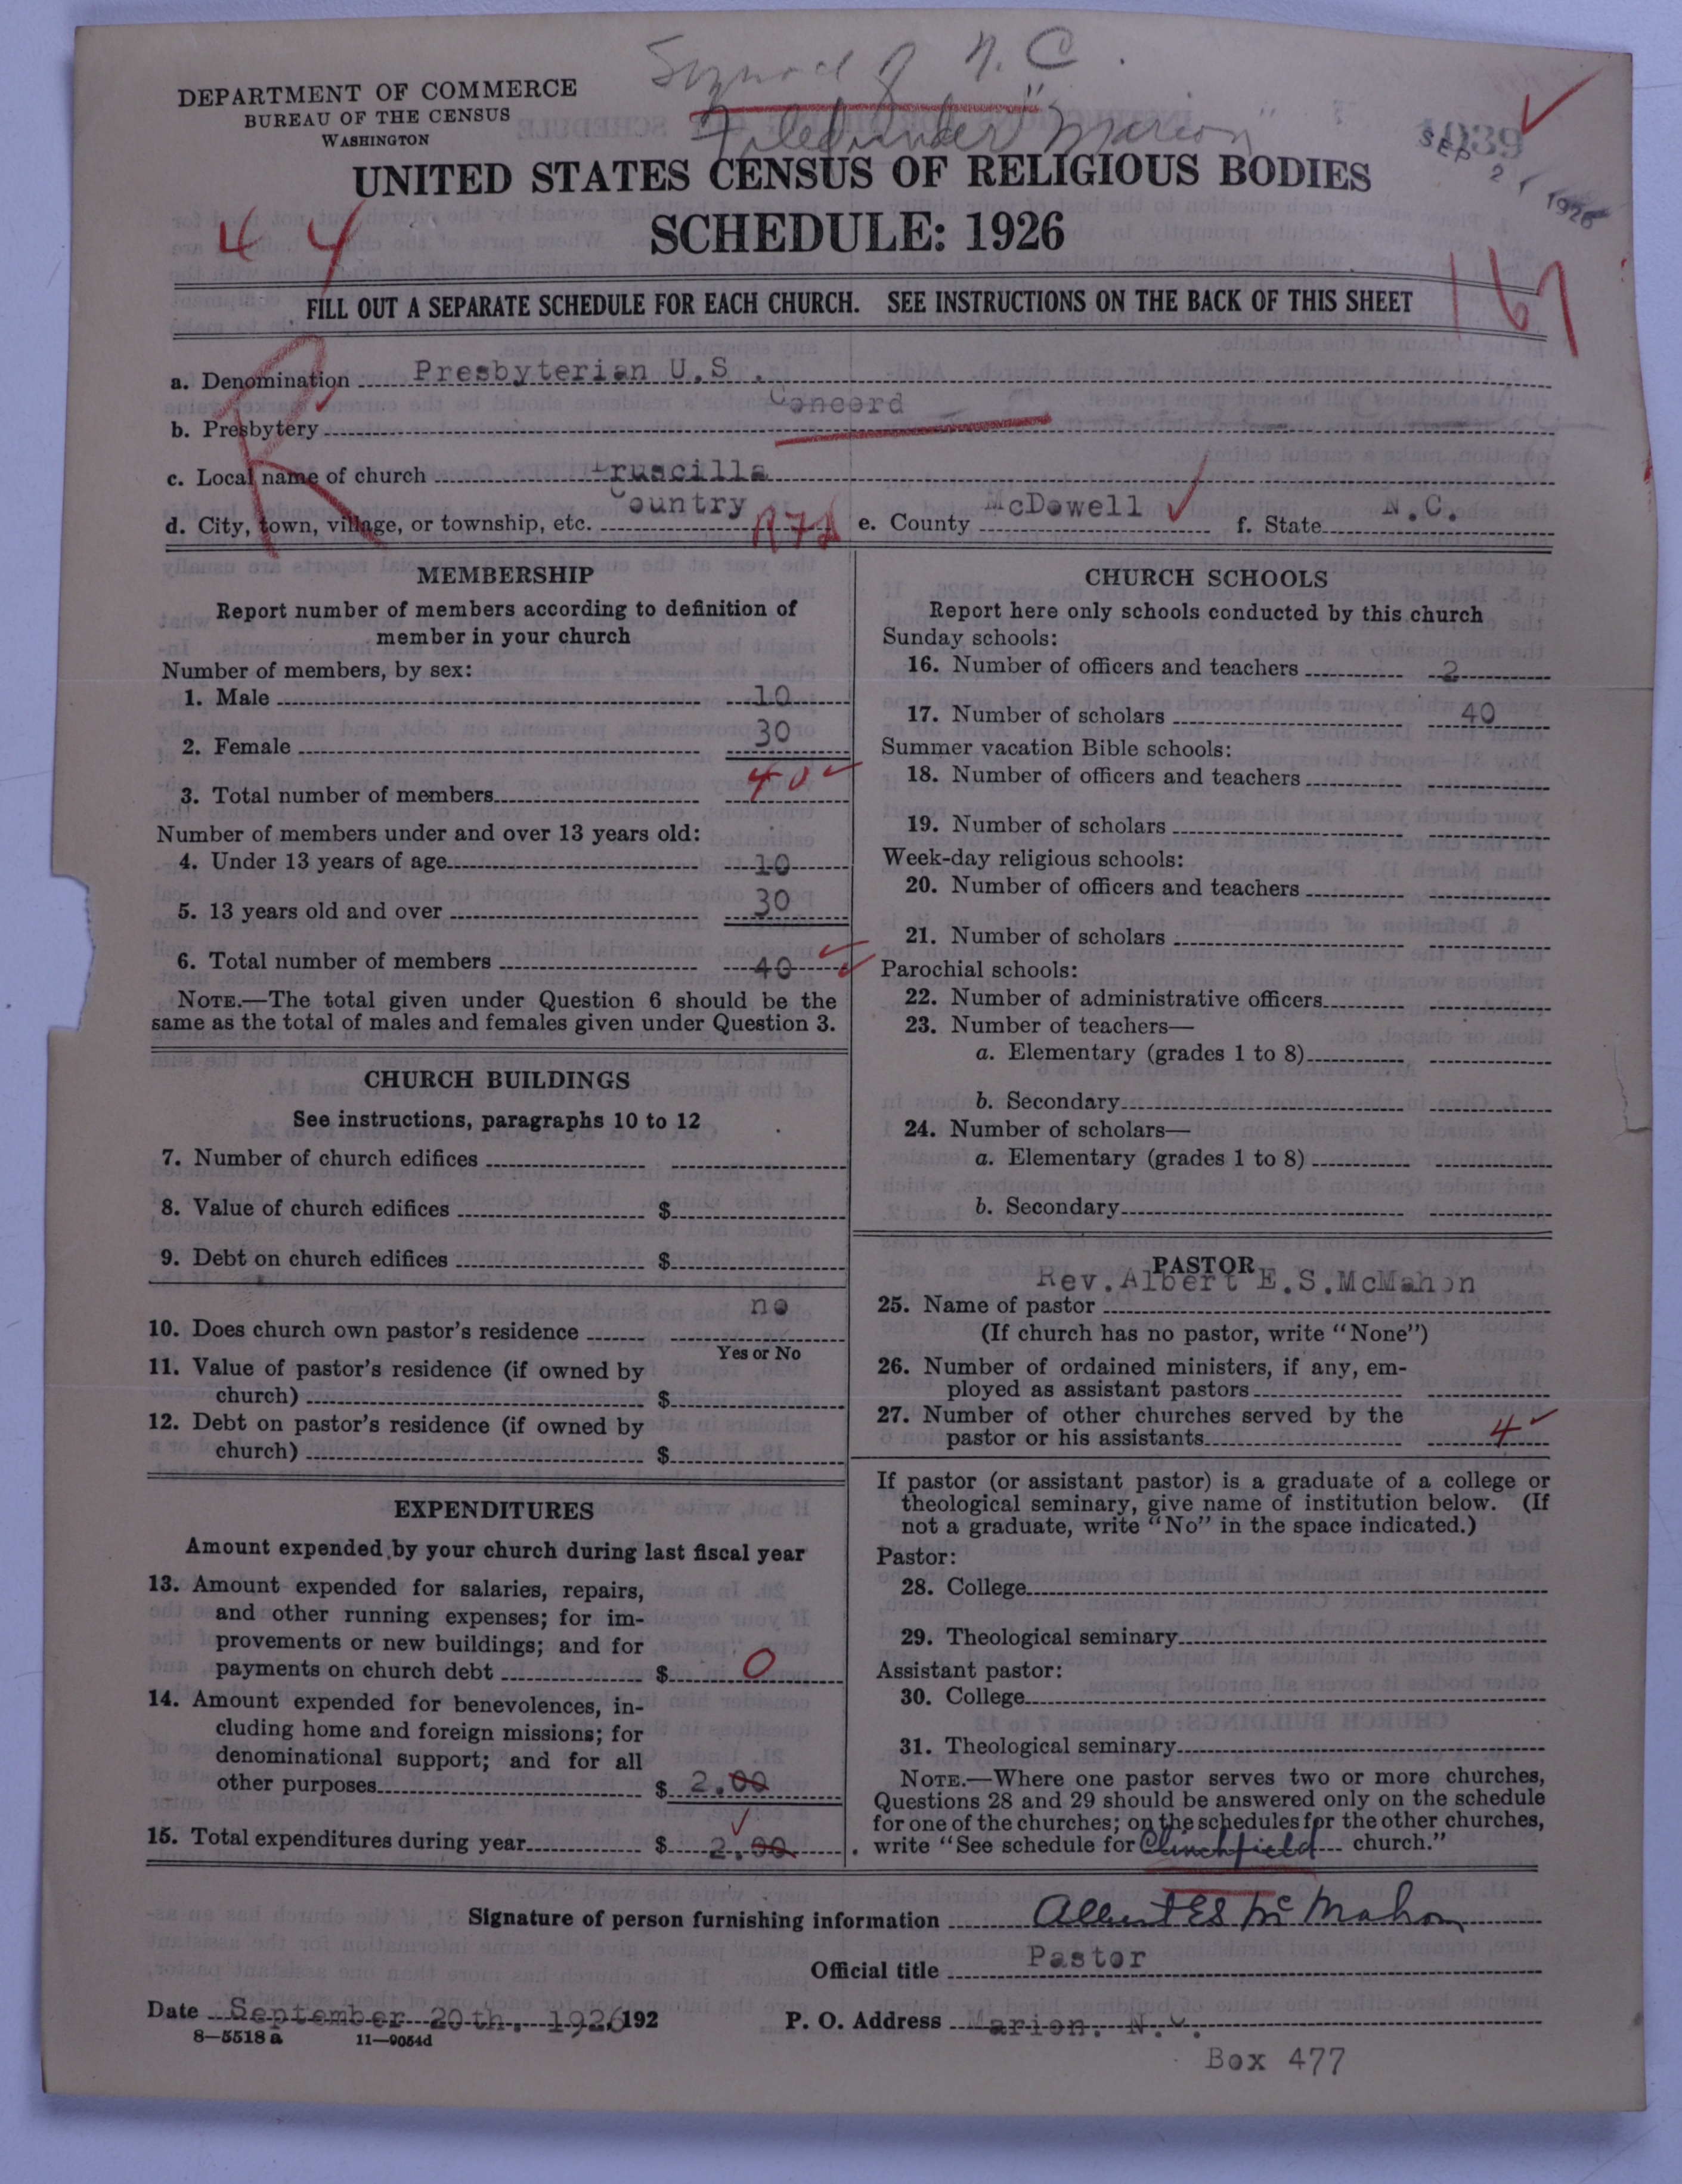 Synod of N.C.
Filed under "Marion"
DEPARTMENT OF COMMERCE
BUREAU OF THE CENSUS
WASHINGTON
SEP 21 1926
UNITED STATES CENSUS OF RELIGIOUS BODIES
SCHEDULE: 1926
44
167
FILL OUT A SEPARATE SCHEDULE FOR EACH CHURCH. SEE INSTRUCTIONS ON THE BACK OF THIS SHEET
R
a. Denomination Presbyterian U.S.
b. Presbytery Concord
c. Local name of church Druscilla
d. City, town, village, or township, etc. Country e. County McDowell f. State N.C.
MEMBERSHIP
Report number of members according to definition of
member in your church
Number of members, by sex:
1. Male 10
2. Female 30
3. Total number of members 40
Number of members under and over 13 years old:
4. Under 13 years of age 10
5. 13 years old and over 30
6. Total number of members 40
NOTE.—The total given under Question 6 should be the
same as the total of males and females given under Question 3.
CHURCH BUILDINGS
See instructions, paragraphs 10 to 12
7. Number of church edifices
8. Value of church edifices $
9. Debt on church edifices $
10. Does church own pastor's residence no
Yes or No
11. Value of pastor's residence (if owned by
church) $
12. Debt on pastor's residence (if owned by
church) $
EXPENDITURES
Amount expended by your church during last fiscal year
13. Amount expended for salaries, repairs,
and other running expenses; for im-
provements or new buildings; and for
payments on church debt $ 0
14. Amount expended for benevolences, in-
cluding home and foreign missions; for
denominational support; and for all
other purposes $ 2.00
15. Total expenditures during year $ 2.00
CHURCH SCHOOLS
Report here only schools conducted by this church
Sunday schools:
16. Number of officers and teachers 2
17. Number of scholars 40
Summer vacation Bible schools:
18. Number of officers and teachers
19. Number of scholars
Week-day religious schools:
20. Number of officers and teachers
21. Number of scholars
Parochial schools:
22. Number of administrative officers
23. Number of teachers—
a. Elementary (grades 1 to 8)
b. Secondary
24. Number of scholars—
a. Elementary (grades 1 to 8)
b. Secondary
PASTOR
25. Name of pastor Rev.Albert E.S.McMahon
(If church has no pastor, write "None")
26. Number of ordained ministers, if any, em-
ployed as assistant pastors
27. Number of other churches served by the
pastor or his assistants 4
If pastor (or assistant pastor) is a graduate of a college or
theological seminary, give name of institution below. (If
not a graduate, write "No" in the space indicated.)
Pastor:
28. College
29. Theological seminary
Assistant pastor:
30. College
31. Theological seminary
NOTE.—Where one pastor serves two or more churches,
Questions 28 and 29 should be answered only on the schedule
for one of the churches; on the schedules for the other churches,
write "See schedule for Clinchfield church."
Signature of person furnishing information Albert ES McMahon
Official title Pastor
Date September 20th, 1926 192 P. O. Address Marion. N.C.
8—5518 a 11—9054d
Box 477